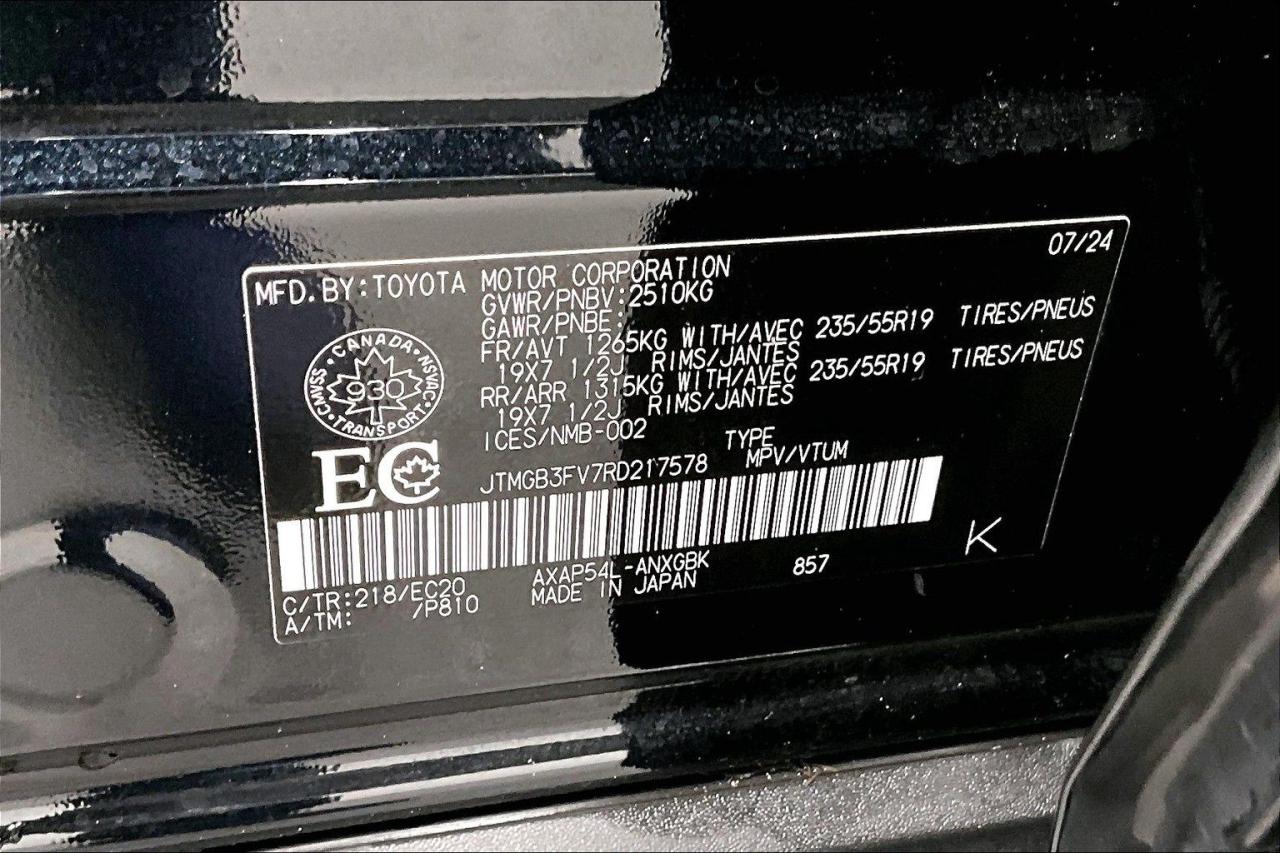 07/24
MFD.BY:TOYOTA MOTOR CORPORATION
GVWR/PNBV:2510KG
GAWR/PNBE:
FR/AVT 1265KG WITH/AVEC 235/55R19 TIRES/PNEUS
19X7 1/2J RIMS/JANTES
RR/ARR 1315KG WITH/AVEC 235/55R19 TIRES/PNEUS
19X7 1/2J RIMS/JANTES
ICES/NMB-002
CANADA
NSVAC
TRANSPORT
CMVSS
930
EC
TYPE
JTMGB3FV7RD217578 MPV/VTUM
K
C/TR:218/EC20 AXAP54L-ANXGBK 857
A/TM: /P810 MADE IN JAPAN